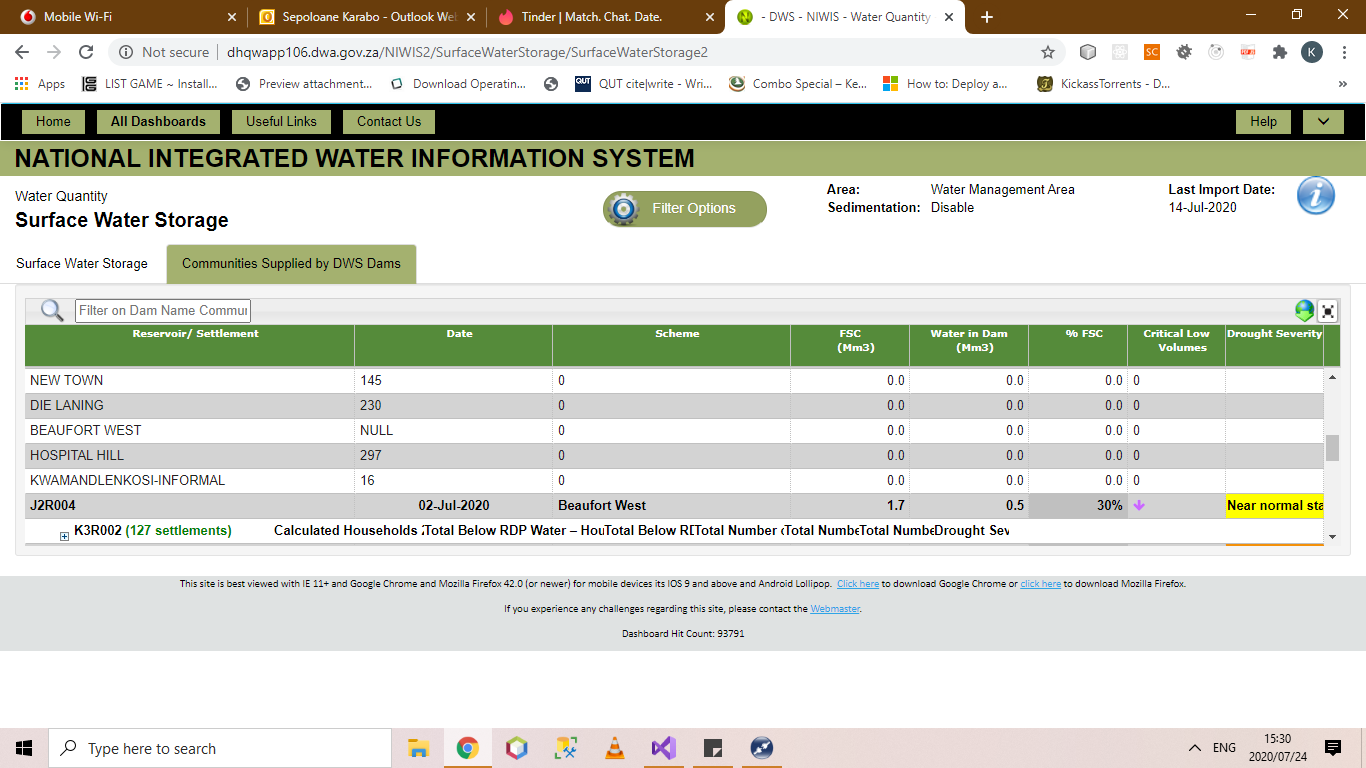 Mobile Wi-Fi
Sepoloane Karabo - Outlook Web
Tinder | Match. Chat. Date.
- DWS - NIWIS - Water Quantity
Not secure | dhqwapp106.dwa.gov.za/NIWIS2/SurfaceWaterStorage/SurfaceWaterStorage2
SC
K
Apps
LIST GAME ~ Install...
Preview attachment...
Download Operatin...
QUT
QUT cite|write - Wri...
Combo Special – Ke...
How to: Deploy a...
KickassTorrents - D...
»
Home
All Dashboards
Useful Links
Contact Us
Help
NATIONAL INTEGRATED WATER INFORMATION SYSTEM
Water Quantity
Surface Water Storage
Filter Options
Area: Water Management Area
Sedimentation: Disable
Last Import Date:
14-Jul-2020
Surface Water Storage
Communities Supplied by DWS Dams
Filter on Dam Name Commu
Reservoir/ Settlement Date Scheme FSC (Mm3) Water in Dam (Mm3) % FSC Critical Low Volumes Drought Severity
NEW TOWN 145 0 0.0 0.0 0.0 0
DIE LANING 230 0 0.0 0.0 0.0 0
BEAUFORT WEST NULL 0 0.0 0.0 0.0 0
HOSPITAL HILL 297 0 0.0 0.0 0.0 0
KWAMANDLENKOSI-INFORMAL 16 0 0.0 0.0 0.0 0
J2R004 02-Jul-2020 Beaufort West 1.7 0.5 30% Near normal sta
K3R002 (127 settlements) Calculated Households Total Below RDP Water – Hou Total Below RD Total Number Total Numbe Total Numbe Drought Sev
This site is best viewed with IE 11+ and Google Chrome and Mozilla Firefox 42.0 (or newer) for mobile devices its IOS 9 and above and Android Lollipop. Click here to download Google Chrome or click here to download Mozilla Firefox.
If you experience any challenges regarding this site, please contact the Webmaster.
Dashboard Hit Count: 93791
Type here to search
ENG
15:30
2020/07/24